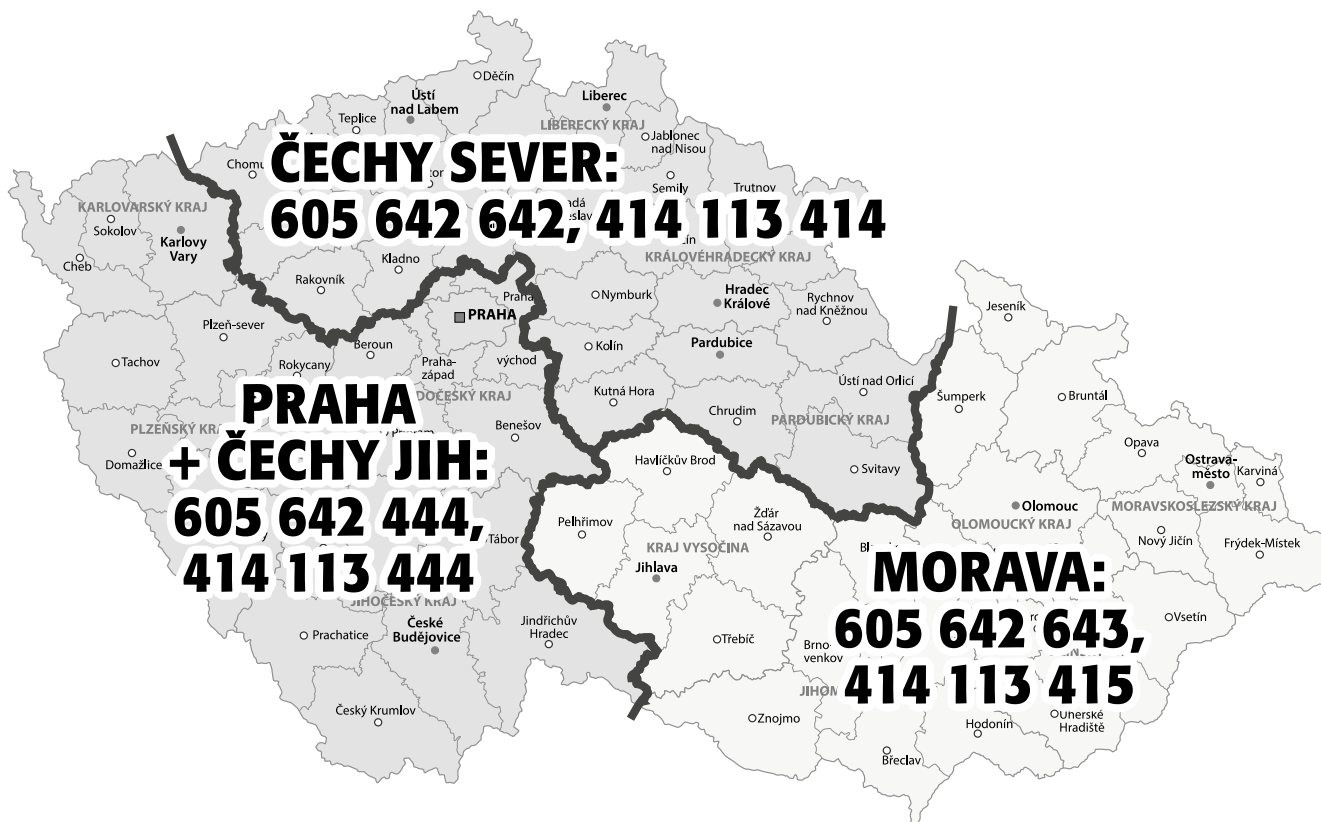 Děčín
Ústí
nad Labem
Teplice
Liberec
LIBERECKÝ KRAJ
Jablonec
nad Nisou
Semily
Trutnov
ČECHY SEVER:
605 642 642, 414 113 414
KARLOVARSKÝ KRAJ
Sokolov
Karlovy
Vary
Cheb
Rakovník
Kladno
KRÁLOVÉHRADECKÝ KRAJ
Nymburk
Hradec
Králové
Rychnov
nad Kněžnou
Jeseník
Plzeň-sever
Praha
PRAHA
Beroun
Kolín
Pardubice
Tachov
Rokycany
Praha-
západ
východ
Kutná Hora
Chrudim
Ústí nad Orlicí
Šumperk
Bruntál
PARDUBICKÝ KRAJ
Benešov
Domažlice
PRAHA
+ ČECHY JIH:
605 642 444,
414 113 444
Svitavy
Opava
Ostrava-
město
Karviná
Havlíčkův Brod
Olomouc
OLOMOUCKÝ KRAJ
MORAVSKOSLEZSKÝ KRAJ
Pelhřimov
Žďár
nad Sázavou
Nový Jičín
Frýdek-Místek
Tábor
KRAJ VYSOČINA
Jihlava
MORAVA:
605 642 643,
414 113 415
JIHOČESKÝ KRAJ
České
Budějovice
Prachatice
Jindřichův
Hradec
Třebíč
Brno-
venkov
Vsetín
Český Krumlov
Znojmo
Hodonín
Uherské
Hradiště
Břeclav